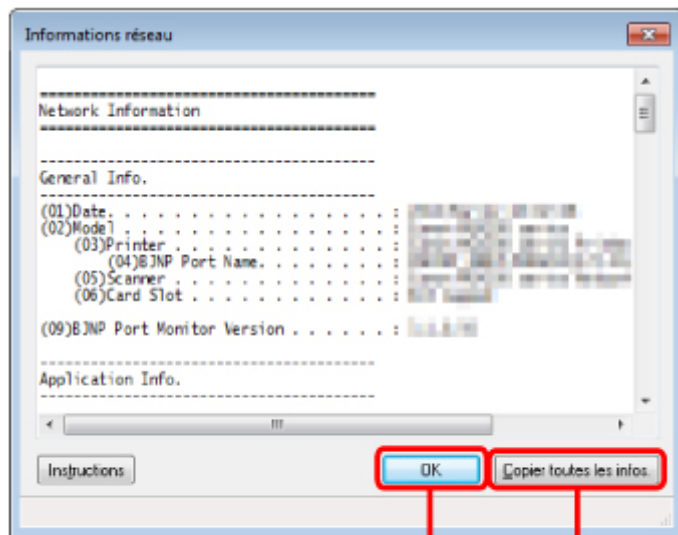 Informations réseau
==========================================
Network Information
==========================================
------------------------------------------
General Info.
------------------------------------------
(01)Date. . . . . . . . . . . . . . . . . :
(02)Model . . . . . . . . . . . . . . . . :
(03)Printer . . . . . . . . . . . . . . :
(04)BJNP Port Name. . . . . . . . . :
(05)Scanner . . . . . . . . . . . . . . :
(06)Card Slot . . . . . . . . . . . . . :
(09)BJNP Port Monitor Version . . . . . . :
------------------------------------------
Application Info.
------------------------------------------
Instructions
OK
Copier toutes les infos.